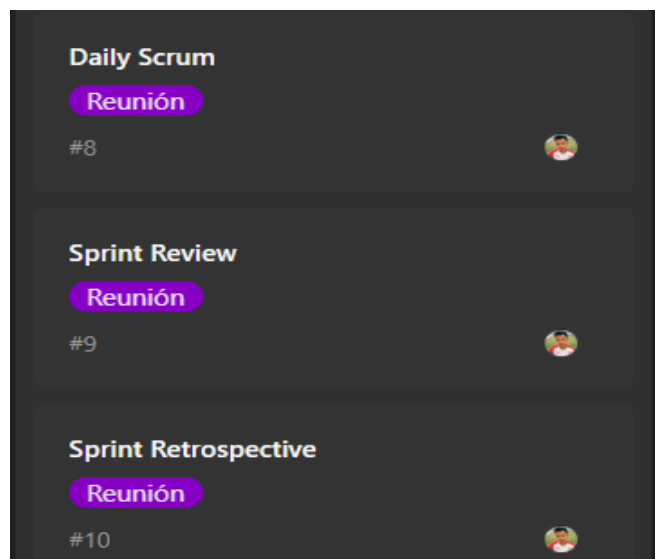 Daily Scrum
Reunión
#8
Sprint Review
Reunión
#9
Sprint Retrospective
Reunión
#10